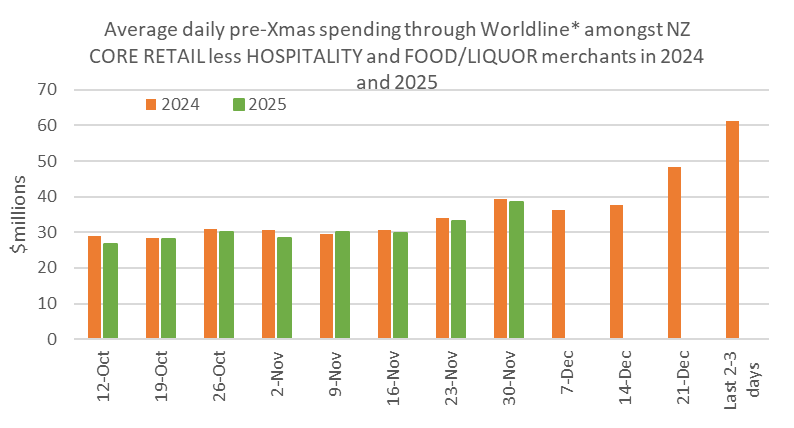 Average daily pre-Xmas spending through Worldline* amongst NZ
CORE RETAIL less HOSPITALITY and FOOD/LIQUOR merchants in 2024
and 2025
2024
2025
$millions
70
60
50
40
30
20
10
0
12-Oct
19-Oct
26-Oct
2-Nov
9-Nov
16-Nov
23-Nov
30-Nov
7-Dec
14-Dec
21-Dec
Last 2-3
days